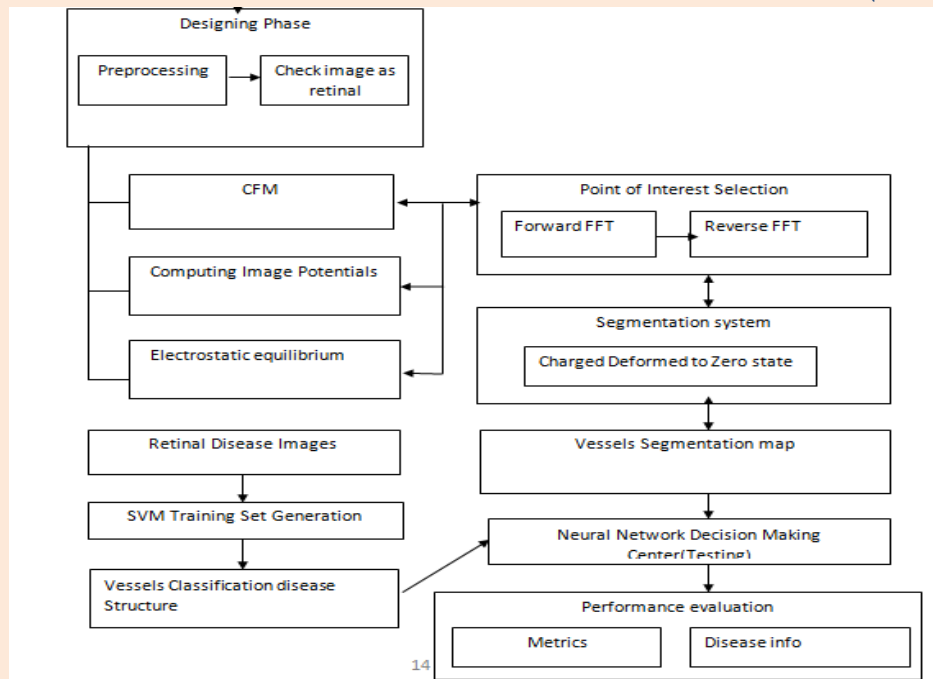 Designing Phase
Preprocessing
Check image as
retinal
CFM
Point of Interest Selection
Forward FFT
Reverse FFT
Computing Image Potentials
Segmentation system
Electrostatic equilibrium
Charged Deformed to Zero state
Retinal Disease Images
Vessels Segmentation map
SVM Training Set Generation
Neural Network Decision Making
Center(Testing)
Vessels Classification disease
Structure
Performance evaluation
Metrics
Disease info
14